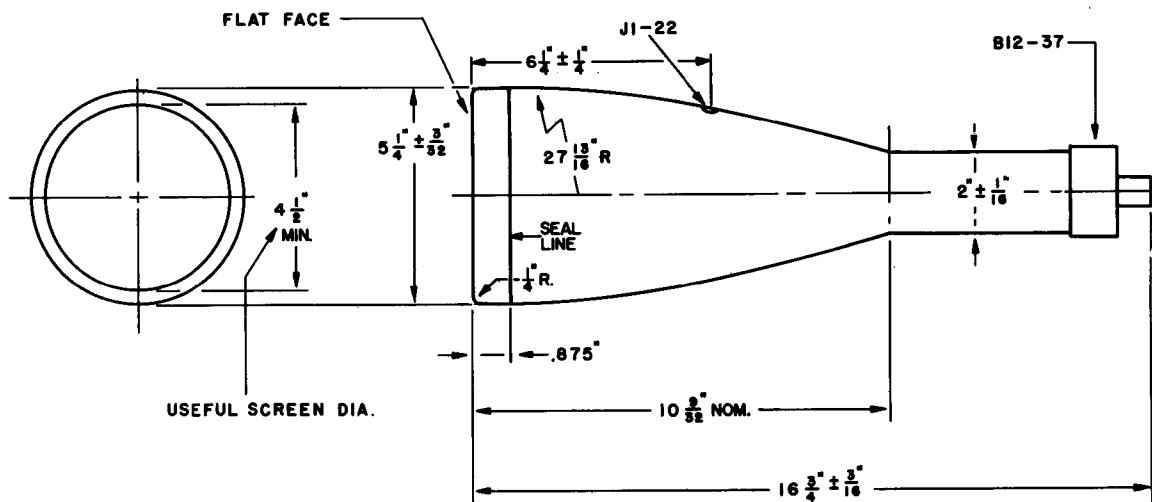 FLAT FACE
J1-22
B12-37
6 1/4" ± 1/4"
5 1/4" ± 3/32"
27 13/16" R
4 1/2"
MIN.
2" ± 1/16"
SEAL
LINE
1/4" R.
.875"
USEFUL SCREEN DIA.
10 9/32" NOM.
16 3/4" ± 3/16"